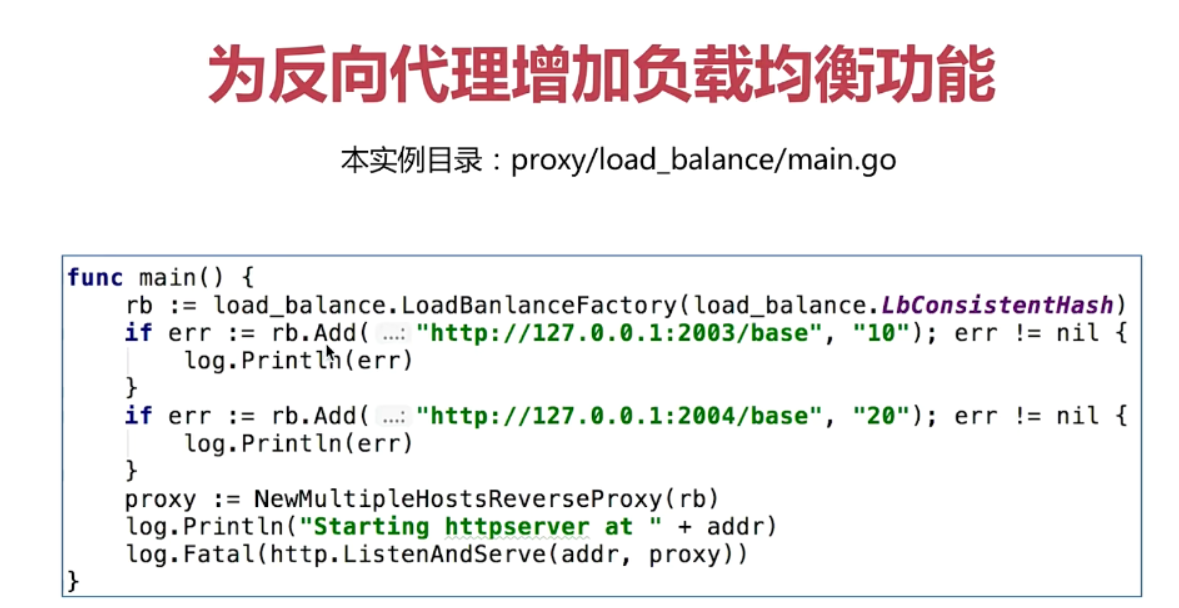 为反向代理增加负载均衡功能
本实例目录：proxy/load_balance/main.go
func main() {
    rb := load_balance.LoadBanlanceFactory(load_balance.LbConsistentHash)
    if err := rb.Add( ...: "http://127.0.0.1:2003/base", "10"); err != nil {
        log.Println(err)
    }
    if err := rb.Add( ...: "http://127.0.0.1:2004/base", "20"); err != nil {
        log.Println(err)
    }
    proxy := NewMultipleHostsReverseProxy(rb)
    log.Println("Starting httpserver at " + addr)
    log.Fatal(http.ListenAndServe(addr, proxy))
}